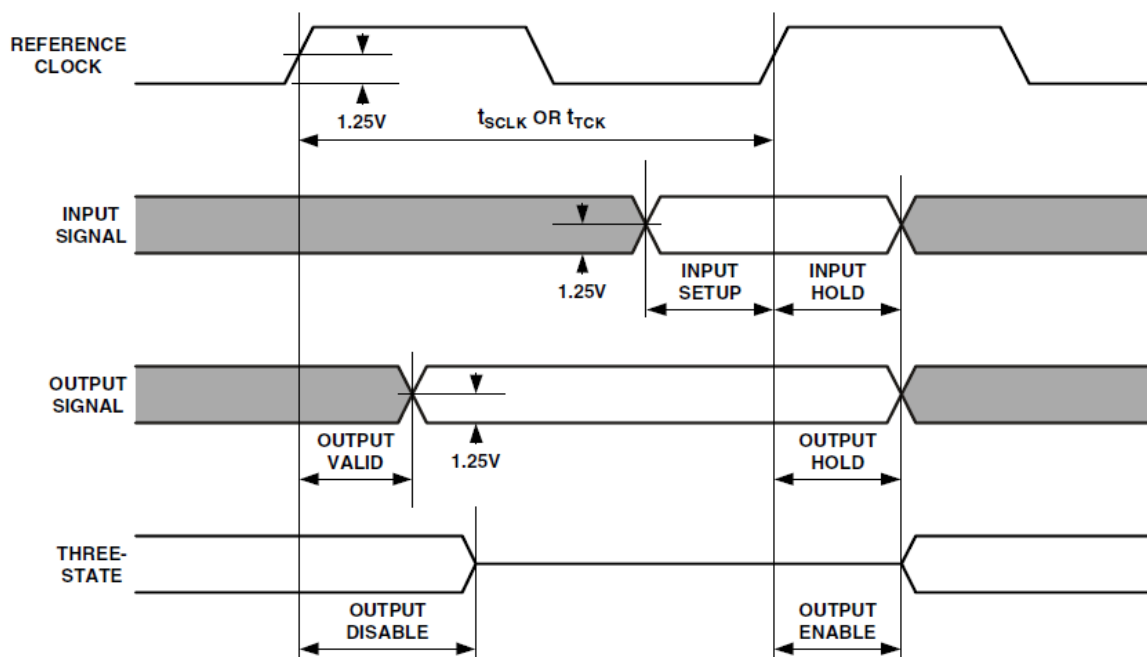 REFERENCE
CLOCK
1.25V
tSCLK OR tTCK
INPUT
SIGNAL
1.25V
INPUT
SETUP
INPUT
HOLD
OUTPUT
SIGNAL
OUTPUT
VALID
1.25V
OUTPUT
HOLD
THREE-
STATE
OUTPUT
DISABLE
OUTPUT
ENABLE